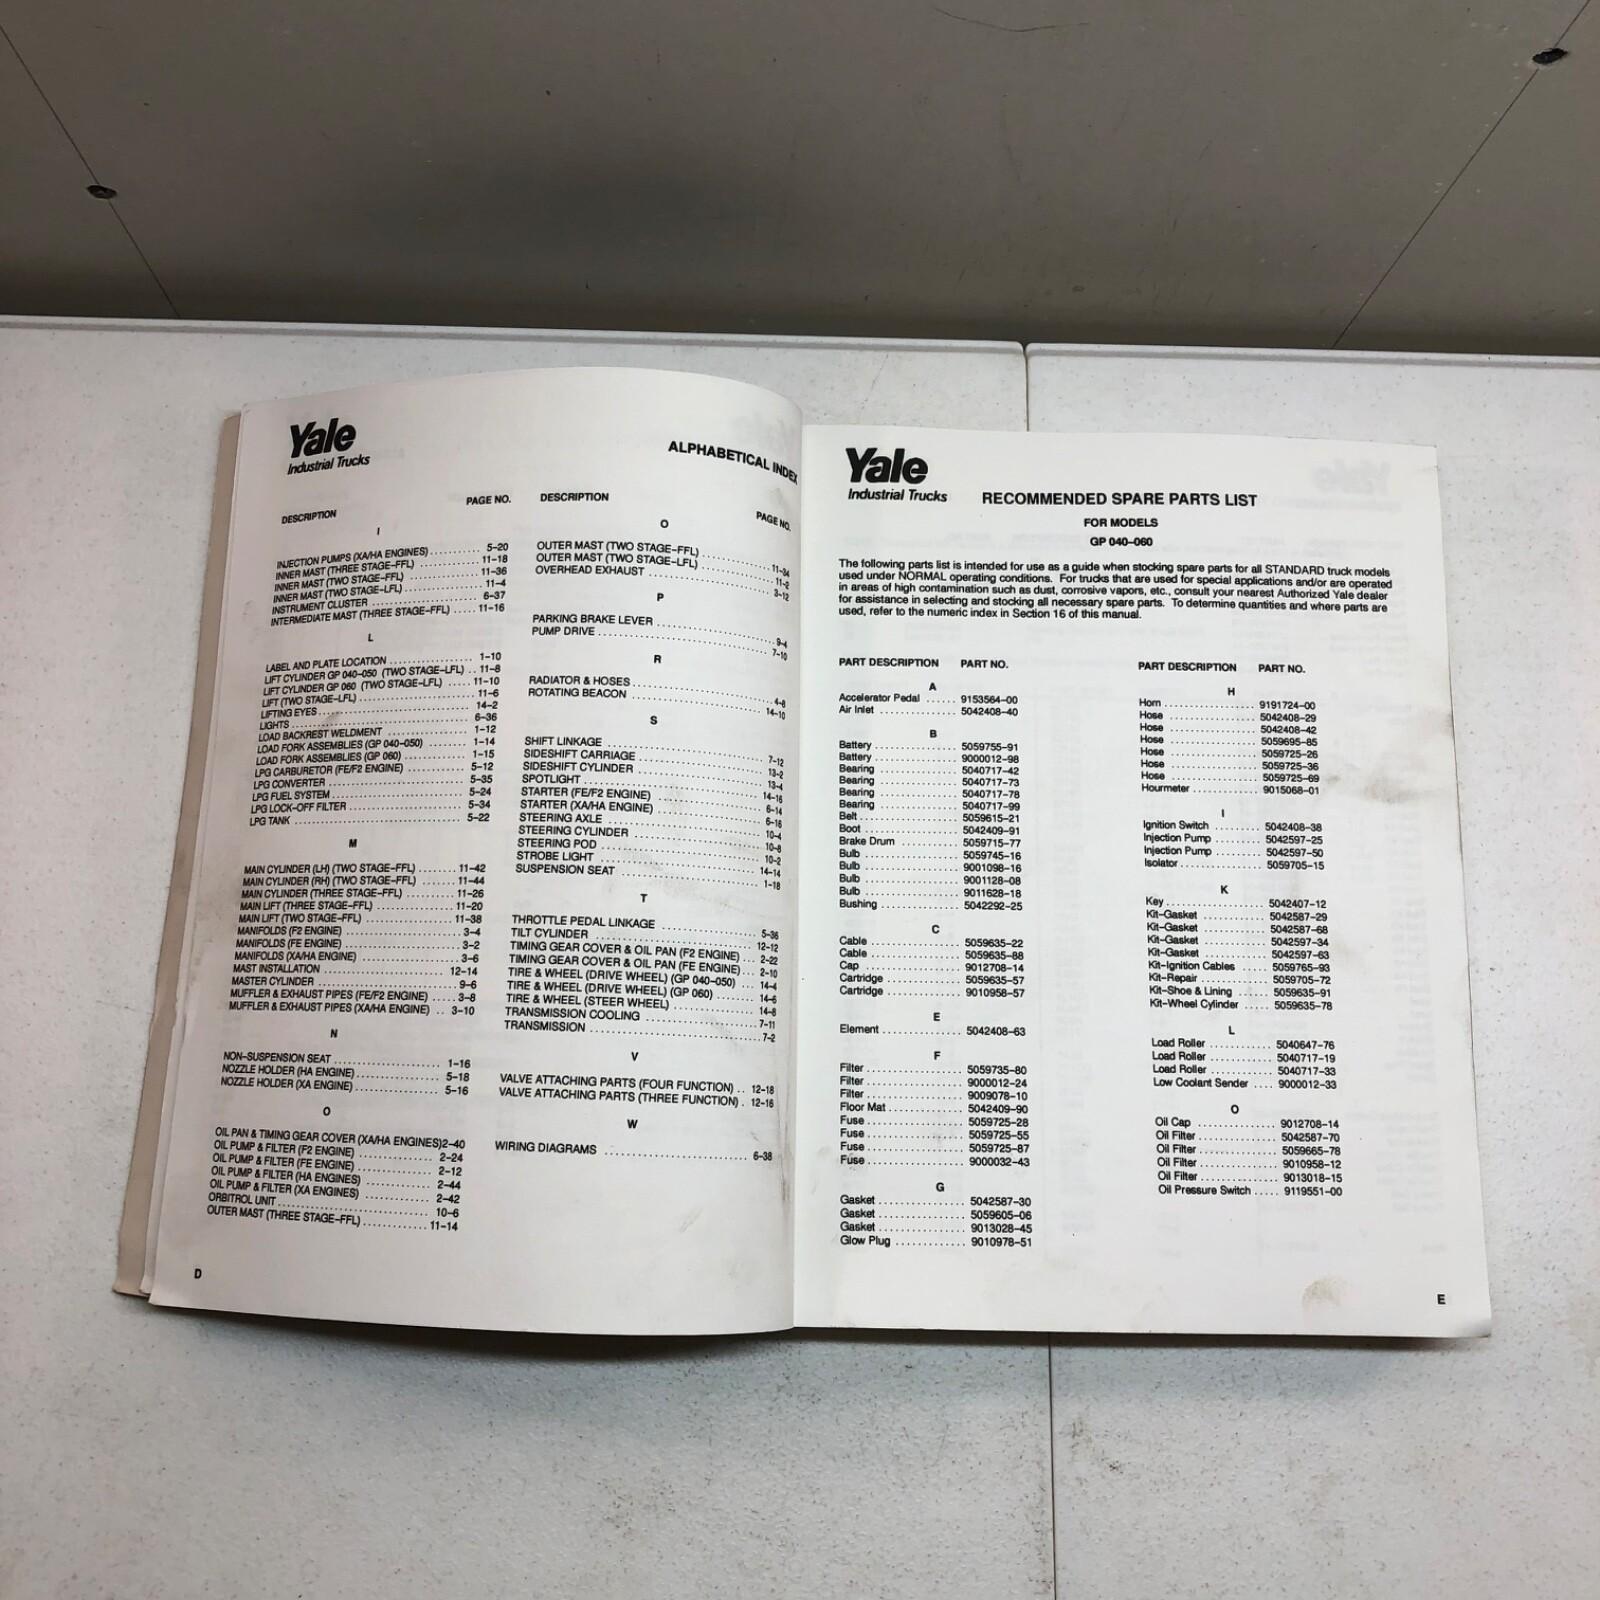 Yale
Industrial Trucks
ALPHABETICAL INDEX
DESCRIPTION PAGE NO.
I
INJECTION PUMPS (XA/HA ENGINES) .......... 5-20
INNER MAST (THREE STAGE-FFL) .......... 11-18
INNER MAST (TWO STAGE-FFL) .......... 11-36
INNER MAST (TWO STAGE-LFL) .......... 11-4
INSTRUMENT CLUSTER .......... 6-37
INTERMEDIATE MAST (THREE STAGE-FFL) ..... 11-16
L
LABEL AND PLATE LOCATION .......... 1-10
LIFT CYLINDER GP 040-050 (TWO STAGE-LFL) .. 11-8
LIFT CYLINDER GP 060 (TWO STAGE-LFL) ..... 11-10
LIFT (TWO STAGE-LFL) .......... 11-6
LIFTING EYES .......... 14-2
LIGHTS .......... 6-36
LOAD BACKREST WELDMENT .......... 1-12
LOAD FORK ASSEMBLIES (GP 040-050) ........ 1-14
LOAD FORK ASSEMBLIES (GP 060) .......... 1-15
LPG CARBURETOR (FE/F2 ENGINE) .......... 5-12
LPG CONVERTER .......... 5-35
LPG FUEL SYSTEM .......... 5-24
LPG LOCK-OFF FILTER .......... 5-34
LPG TANK .......... 5-22
M
MAIN CYLINDER (LH) (TWO STAGE-FFL) ........ 11-42
MAIN CYLINDER (RH) (TWO STAGE-FFL) ....... 11-44
MAIN CYLINDER (THREE STAGE-FFL) .......... 11-26
MAIN LIFT (THREE STAGE-FFL) .......... 11-20
MAIN LIFT (TWO STAGE-FFL) .......... 11-38
MANIFOLDS (F2 ENGINE) .......... 3-4
MANIFOLDS (FE ENGINE) .......... 3-2
MANIFOLDS (XA/HA ENGINE) .......... 3-6
MAST INSTALLATION .......... 12-14
MASTER CYLINDER .......... 9-6
MUFFLER & EXHAUST PIPES (FE/F2 ENGINE) .... 3-8
MUFFLER & EXHAUST PIPES (XA/HA ENGINE) .. 3-10
N
NON-SUSPENSION SEAT .......... 1-16
NOZZLE HOLDER (HA ENGINE) .......... 5-18
NOZZLE HOLDER (XA ENGINE) .......... 5-16
O
OIL PAN & TIMING GEAR COVER (XA/HA ENGINES)2-40
OIL PUMP & FILTER (F2 ENGINE) .......... 2-24
OIL PUMP & FILTER (FE ENGINE) .......... 2-12
OIL PUMP & FILTER (HA ENGINES) .......... 2-44
OIL PUMP & FILTER (XA ENGINES) .......... 2-42
ORBITROL UNIT .......... 10-6
OUTER MAST (THREE STAGE-FFL) .......... 11-14
D
DESCRIPTION PAGE NO.
O
OUTER MAST (TWO STAGE-FFL) .......... 11-34
OUTER MAST (TWO STAGE-LFL) .......... 11-2
OVERHEAD EXHAUST .......... 3-12
P
PARKING BRAKE LEVER .......... 9-4
PUMP DRIVE .......... 7-10
R
RADIATOR & HOSES .......... 4-8
ROTATING BEACON .......... 14-10
S
SHIFT LINKAGE .......... 7-12
SIDESHIFT CARRIAGE .......... 13-2
SIDESHIFT CYLINDER .......... 13-4
SPOTLIGHT .......... 14-16
STARTER (FE/F2 ENGINE) .......... 6-14
STARTER (XA/HA ENGINE) .......... 6-16
STEERING AXLE .......... 10-4
STEERING CYLINDER .......... 10-8
STEERING POD .......... 10-2
STROBE LIGHT .......... 14-14
SUSPENSION SEAT .......... 1-18
T
THROTTLE PEDAL LINKAGE .......... 5-36
TILT CYLINDER .......... 12-12
TIMING GEAR COVER & OIL PAN (F2 ENGINE) ... 2-22
TIMING GEAR COVER & OIL PAN (FE ENGINE) ... 2-10
TIRE & WHEEL (DRIVE WHEEL) (GP 040-050) ... 14-4
TIRE & WHEEL (DRIVE WHEEL) (GP 060) .......... 14-6
TIRE & WHEEL (STEER WHEEL) .......... 14-8
TRANSMISSION COOLING .......... 7-11
TRANSMISSION .......... 7-2
V
VALVE ATTACHING PARTS (FOUR FUNCTION) .. 12-18
VALVE ATTACHING PARTS (THREE FUNCTION) . 12-16
W
WIRING DIAGRAMS .......... 6-38
Yale
Industrial Trucks
RECOMMENDED SPARE PARTS LIST
FOR MODELS
GP 040-060
The following parts list is intended for use as a guide when stocking spare parts for all STANDARD truck models
used under NORMAL operating conditions. For trucks that are used for special applications and/or are operated
in areas of high contamination such as dust, corrosive vapors, etc., consult your nearest Authorized Yale dealer
for assistance in selecting and stocking all necessary spare parts. To determine quantities and where parts are
used, refer to the numeric index in Section 16 of this manual.
PART DESCRIPTION PART NO.
A
Accelerator Pedal ...... 9153564-00
Air Inlet .......... 5042408-40
B
Battery .......... 5059755-91
Battery .......... 9000012-98
Bearing .......... 5040717-42
Bearing .......... 5040717-73
Bearing .......... 5040717-78
Bearing .......... 5040717-99
Belt .......... 5059615-21
Boot .......... 5042409-91
Brake Drum .......... 5059715-77
Bulb .......... 5059745-16
Bulb .......... 9001098-16
Bulb .......... 9001128-08
Bulb .......... 9011628-18
Bushing .......... 5042292-25
C
Cable .......... 5059635-22
Cable .......... 5059635-88
Cap .......... 9012708-14
Cartridge .......... 5059635-57
Cartridge .......... 9010958-57
E
Element .......... 5042408-63
F
Filter .......... 5059735-80
Filter .......... 9000012-24
Filter .......... 9009078-10
Floor Mat .......... 5042409-90
Fuse .......... 5059725-28
Fuse .......... 5059725-55
Fuse .......... 5059725-87
Fuse .......... 9000032-43
G
Gasket .......... 5042587-30
Gasket .......... 5059605-06
Gasket .......... 9013028-45
Glow Plug .......... 9010978-51
PART DESCRIPTION PART NO.
H
Horn .......... 9191724-00
Hose .......... 5042408-29
Hose .......... 5042408-42
Hose .......... 5059695-85
Hose .......... 5059725-26
Hose .......... 5059725-36
Hose .......... 5059725-69
Hourmeter .......... 9015068-01
I
Ignition Switch ......... 5042408-38
Injection Pump ......... 5042597-25
Injection Pump ......... 5042597-50
Isolator .......... 5059705-15
K
Key .......... 5042407-12
Kit-Gasket .......... 5042587-29
Kit-Gasket .......... 5042587-68
Kit-Gasket .......... 5042597-34
Kit-Gasket .......... 5042597-63
Kit-Ignition Cables ..... 5059765-93
Kit-Repair .......... 5059705-72
Kit-Shoe & Lining ...... 5059635-91
Kit-Wheel Cylinder ..... 5059635-78
L
Load Roller .......... 5040647-76
Load Roller .......... 5040717-19
Load Roller .......... 5040717-33
Low Coolant Sender .... 9000012-33
O
Oil Cap .......... 9012708-14
Oil Filter .......... 5042587-70
Oil Filter .......... 5059665-78
Oil Filter .......... 9010958-12
Oil Filter .......... 9013018-15
Oil Pressure Switch ..... 9119551-00
E